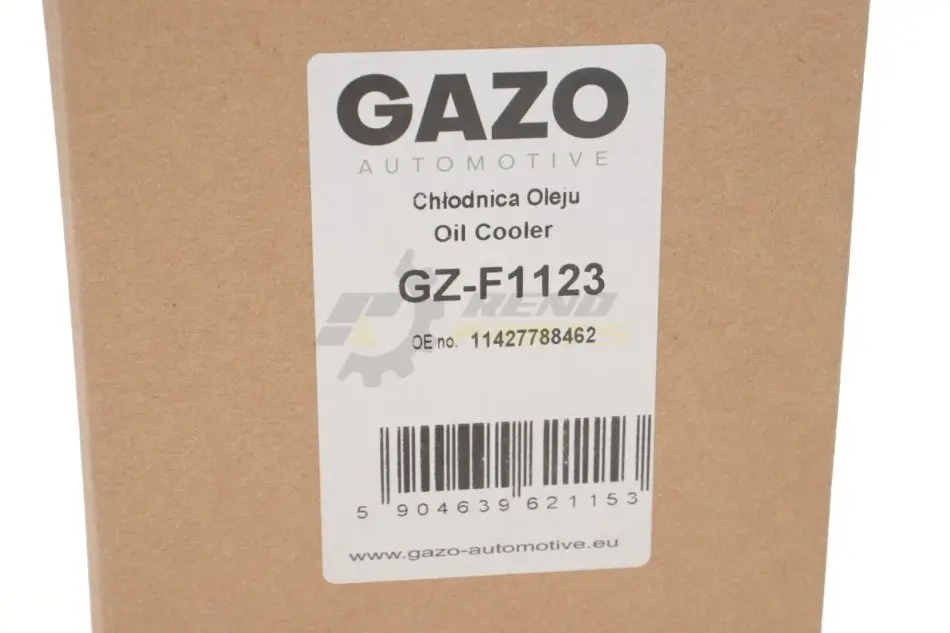 GAZO
AUTOMOTIVE
Chłodnica Oleju
Oil Cooler
GZ-F1123
OE no. 11427788462
5 904639 621153
www.gazo-automotive.eu